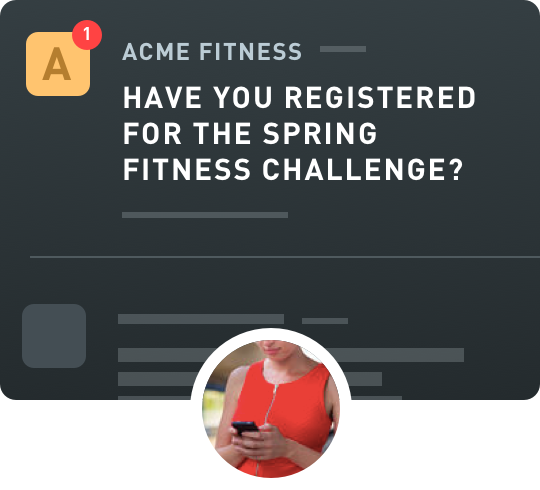 A
1
ACME FITNESS
HAVE YOU REGISTERED
FOR THE SPRING
FITNESS CHALLENGE?